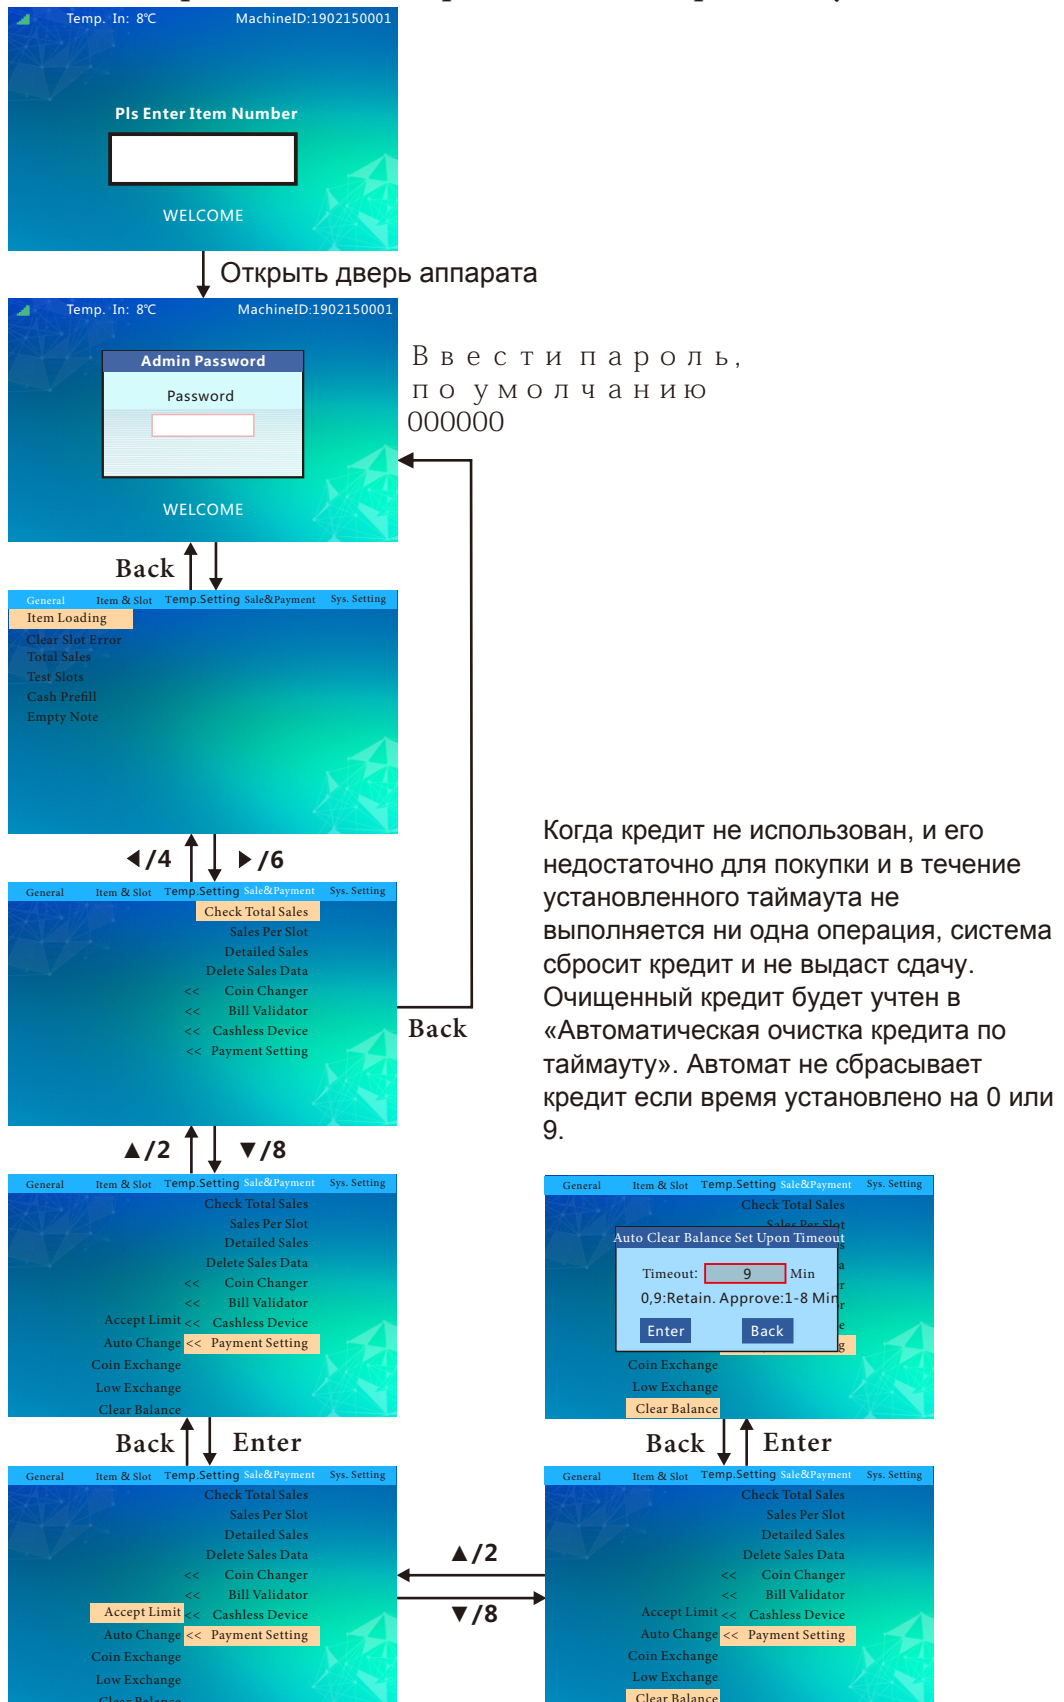 Temp. In: 8℃ MachineID:1902150001
Pls Enter Item Number
WELCOME
Открыть дверь аппарата
Temp. In: 8℃ MachineID:1902150001
Admin Password
Password
WELCOME
Ввести пароль,
по умолчанию
000000
Back
General Item & Slot Temp.Setting Sale&Payment Sys. Setting
Item Loading
Clear Slot Error
Total Sales
Test Slots
Cash Prefill
Empty Note
◀/4 ▶/6
General Item & Slot Temp.Setting Sale&Payment Sys. Setting
Check Total Sales
Sales Per Slot
Detailed Sales
Delete Sales Data
<< Coin Changer
<< Bill Validator
<< Cashless Device
<< Payment Setting
Back
Когда кредит не использован, и его
недостаточно для покупки и в течение
установленного таймаута не
выполняется ни одна операция, система
сбросит кредит и не выдаст сдачу.
Очищенный кредит будет учтен в
«Автоматическая очистка кредита по
таймауту». Автомат не сбрасывает
кредит если время установлено на 0 или
9.
▲/2 ▼/8
General Item & Slot Temp.Setting Sale&Payment Sys. Setting
Check Total Sales
Sales Per Slot
Detailed Sales
Delete Sales Data
<< Coin Changer
<< Bill Validator
Accept Limit << Cashless Device
Auto Change << Payment Setting
Coin Exchange
Low Exchange
Clear Balance
General Item & Slot Temp.Setting Sale&Payment Sys. Setting
Check Total Sales
Sales Per Slot
Auto Clear Balance Set Upon Timeout
Timeout: 9 Min
0,9:Retain. Approve:1-8 Min
Enter Back
Coin Exchange
Low Exchange
Clear Balance
Back Enter
Back Enter
General Item & Slot Temp.Setting Sale&Payment Sys. Setting
Check Total Sales
Sales Per Slot
Detailed Sales
Delete Sales Data
<< Coin Changer
<< Bill Validator
Accept Limit << Cashless Device
Auto Change << Payment Setting
Coin Exchange
Low Exchange
Clear Balance
▲/2
▼/8
General Item & Slot Temp.Setting Sale&Payment Sys. Setting
Check Total Sales
Sales Per Slot
Detailed Sales
Delete Sales Data
<< Coin Changer
<< Bill Validator
Accept Limit << Cashless Device
Auto Change << Payment Setting
Coin Exchange
Low Exchange
Clear Balance